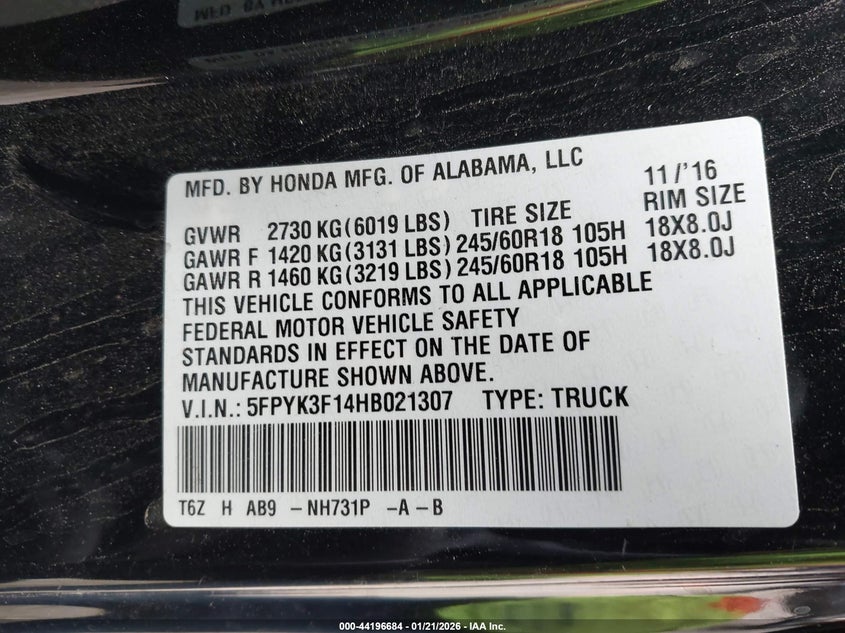 MFD. BY HONDA MFG. OF ALABAMA, LLC 11/'16
GVWR 2730 KG(6019 LBS) TIRE SIZE RIM SIZE
GAWR F 1420 KG(3131 LBS) 245/60R18 105H 18X8.0J
GAWR R 1460 KG(3219 LBS) 245/60R18 105H 18X8.0J
THIS VEHICLE CONFORMS TO ALL APPLICABLE
FEDERAL MOTOR VEHICLE SAFETY
STANDARDS IN EFFECT ON THE DATE OF
MANUFACTURE SHOWN ABOVE.
V.I.N.: 5FPYK3F14HB021307 TYPE: TRUCK
T6Z H AB9 -NH731P -A -B
000-44196684 - 01/21/2026 - IAA Inc.